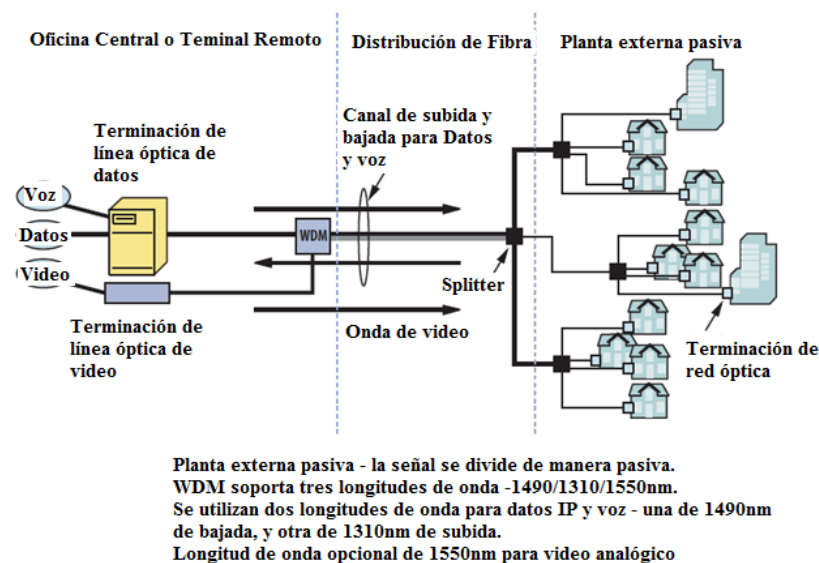 Oficina Central o Teminal Remoto
Distribución de Fibra
Planta externa pasiva
Terminación de
línea óptica de
datos
Canal de subida y
bajada para Datos
y voz
Voz
Datos
Video
WDM
Splitter
Terminación de
línea óptica de
video
Onda de video
Terminación de
red óptica
Planta externa pasiva - la señal se divide de manera pasiva.
WDM soporta tres longitudes de onda -1490/1310/1550nm.
Se utilizan dos longitudes de onda para datos IP y voz - una de 1490nm
de bajada, y otra de 1310nm de subida.
Longitud de onda opcional de 1550nm para video analógico